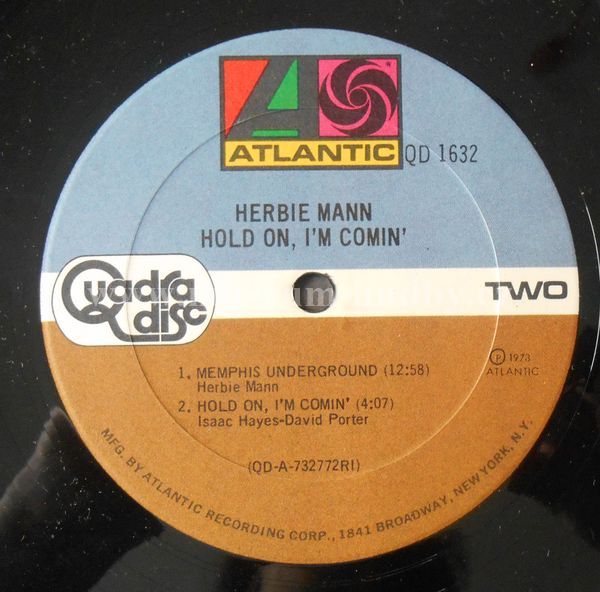 ATLANTIC
QD 1632
HERBIE MANN
HOLD ON, I'M COMIN'
Quadra
disc
TWO
1. MEMPHIS UNDERGROUND (12:58)
Herbie Mann
2. HOLD ON, I'M COMIN' (4:07)
Isaac Hayes-David Porter
℗ 1973
ATLANTIC
(QD-A-732772RI)
MFG. BY ATLANTIC RECORDING CORP., 1841 BROADWAY, NEW YORK, N.Y.